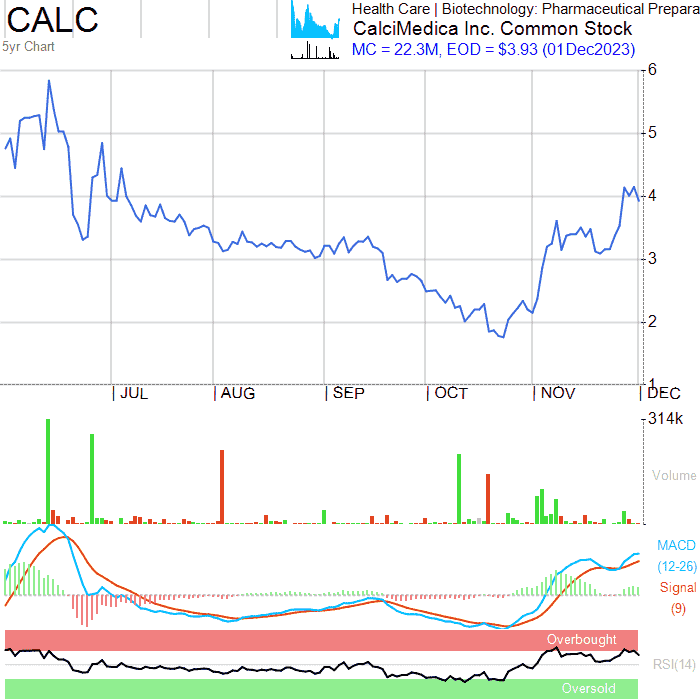 CALC
5yr Chart
Health Care | Biotechnology: Pharmaceutical Prepara
CalciMedica Inc. Common Stock
MC = 22.3M, EOD = $3.93 (01Dec2023)
6
5
4
3
2
1
JUL AUG SEP OCT NOV DEC
314k
Volume
MACD
(12-26)
Signal
(9)
Overbought
RSI(14)
Oversold